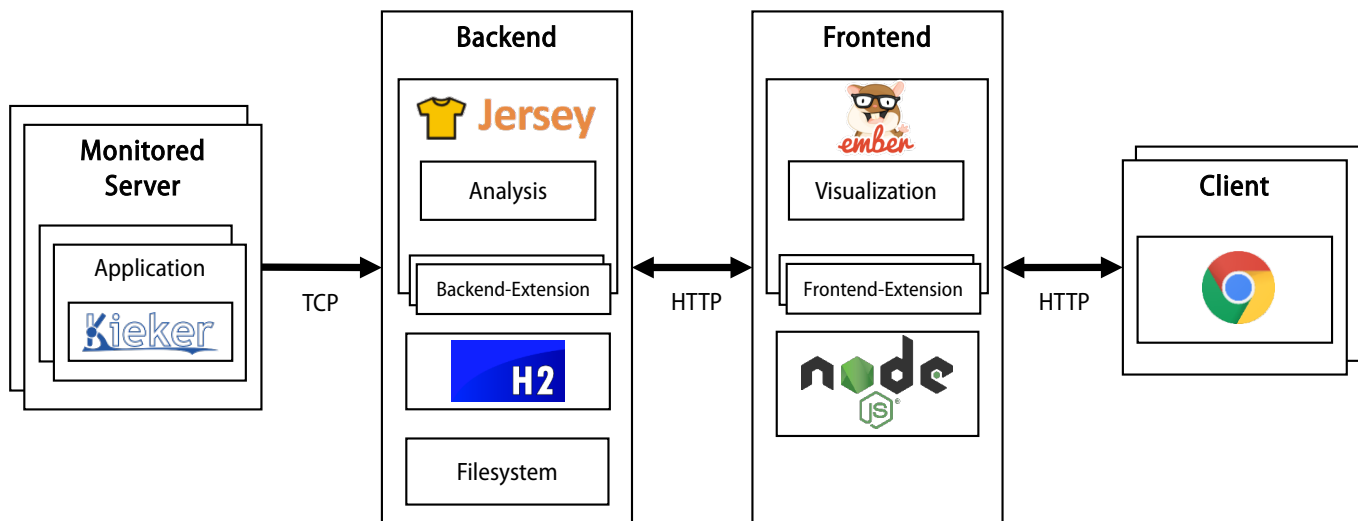 Monitored
Server
Application
Kieker
TCP
Backend
Jersey
Analysis
Backend-Extension
H2
Filesystem
HTTP
Frontend
ember
Visualization
Frontend-Extension
node
JS
®
HTTP
Client